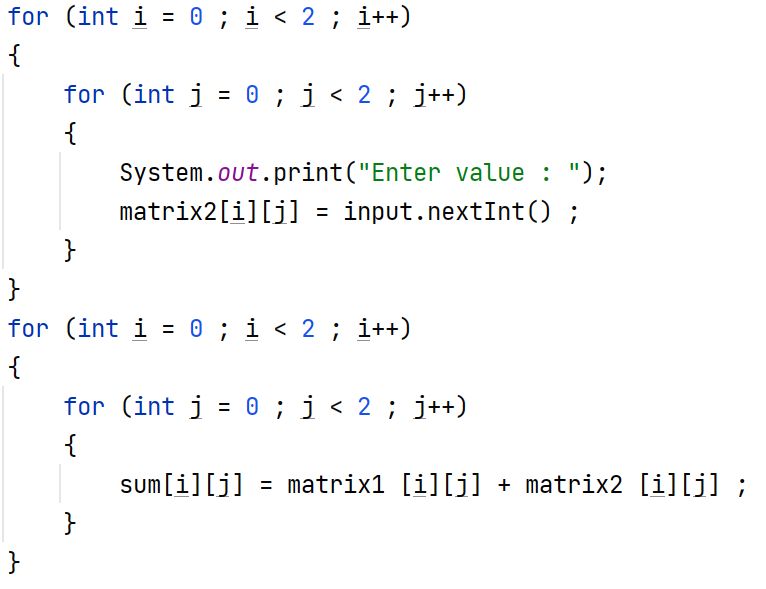 for (int i = 0 ; i < 2 ; i++)
{
    for (int j = 0 ; j < 2 ; j++)
    {
        System.out.print("Enter value : ");
        matrix2[i][j] = input.nextInt() ;
    }
}
for (int i = 0 ; i < 2 ; i++)
{
    for (int j = 0 ; j < 2 ; j++)
    {
        sum[i][j] = matrix1 [i][j] + matrix2 [i][j] ;
    }
}